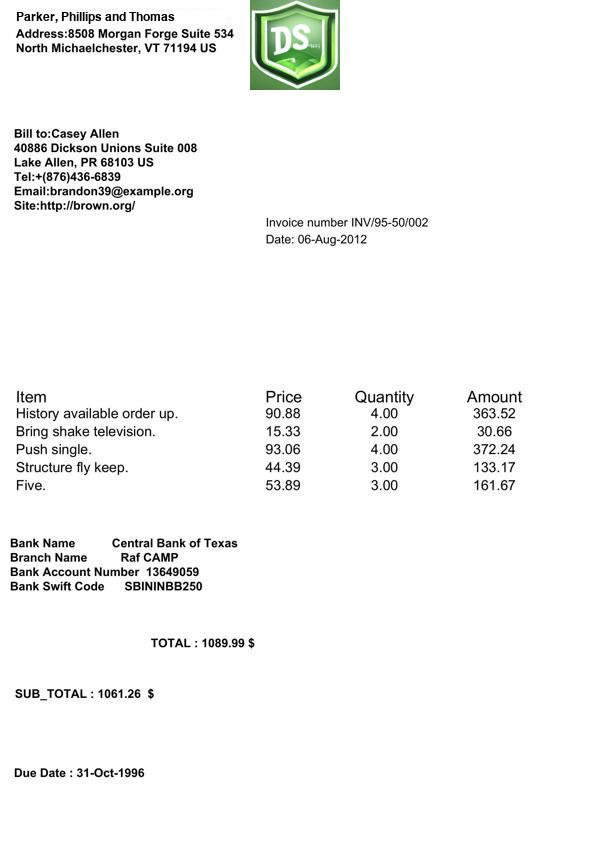 Parker, Phillips and Thomas
Address:8508 Morgan Forge Suite 534
North Michaelchester, VT 71194 US
DS
Bill to:Casey Allen
40886 Dickson Unions Suite 008
Lake Allen, PR 68103 US
Tel:+(876)436-6839
Email:brandon39@example.org
Site:http://brown.org/
Invoice number INV/95-50/002
Date: 06-Aug-2012
Item Price Quantity Amount
History available order up. 90.88 4.00 363.52
Bring shake television. 15.33 2.00 30.66
Push single. 93.06 4.00 372.24
Structure fly keep. 44.39 3.00 133.17
Five. 53.89 3.00 161.67
Bank Name Central Bank of Texas
Branch Name Raf CAMP
Bank Account Number 13649059
Bank Swift Code SBININBB250
TOTAL : 1089.99 $
SUB_TOTAL : 1061.26 $
Due Date : 31-Oct-1996